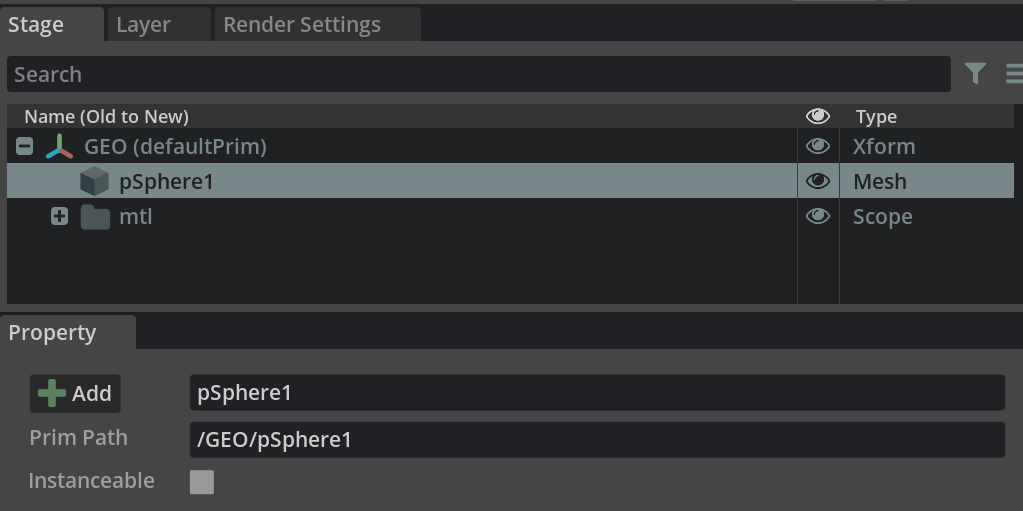 Stage Layer Render Settings
Search
Name (Old to New) Type
GEO (defaultPrim) Xform
pSphere1 Mesh
mtl Scope
Property
Add pSphere1
Prim Path /GEO/pSphere1
Instanceable